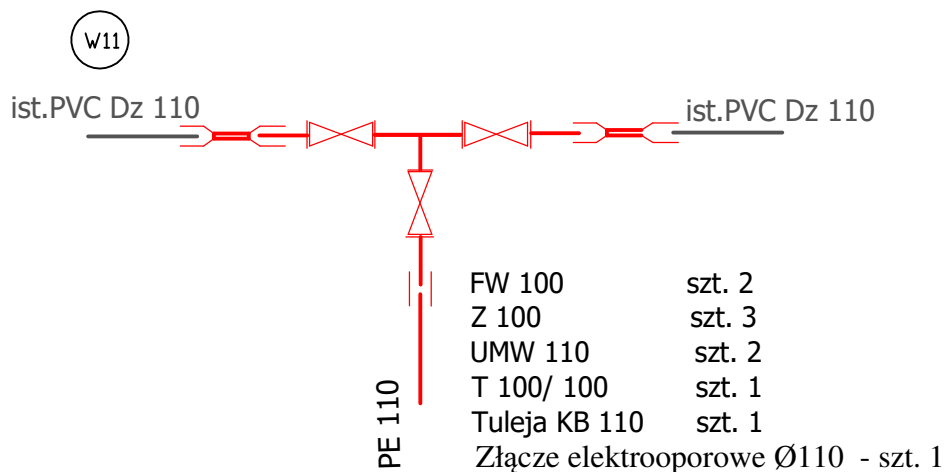 W11
ist.PVC Dz 110
ist.PVC Dz 110
FW 100 szt. 2
Z 100 szt. 3
UMW 110 szt. 2
T 100/ 100 szt. 1
Tuleja KB 110 szt. 1
Złącze elektrooporowe Ø110 - szt. 1
PE 110